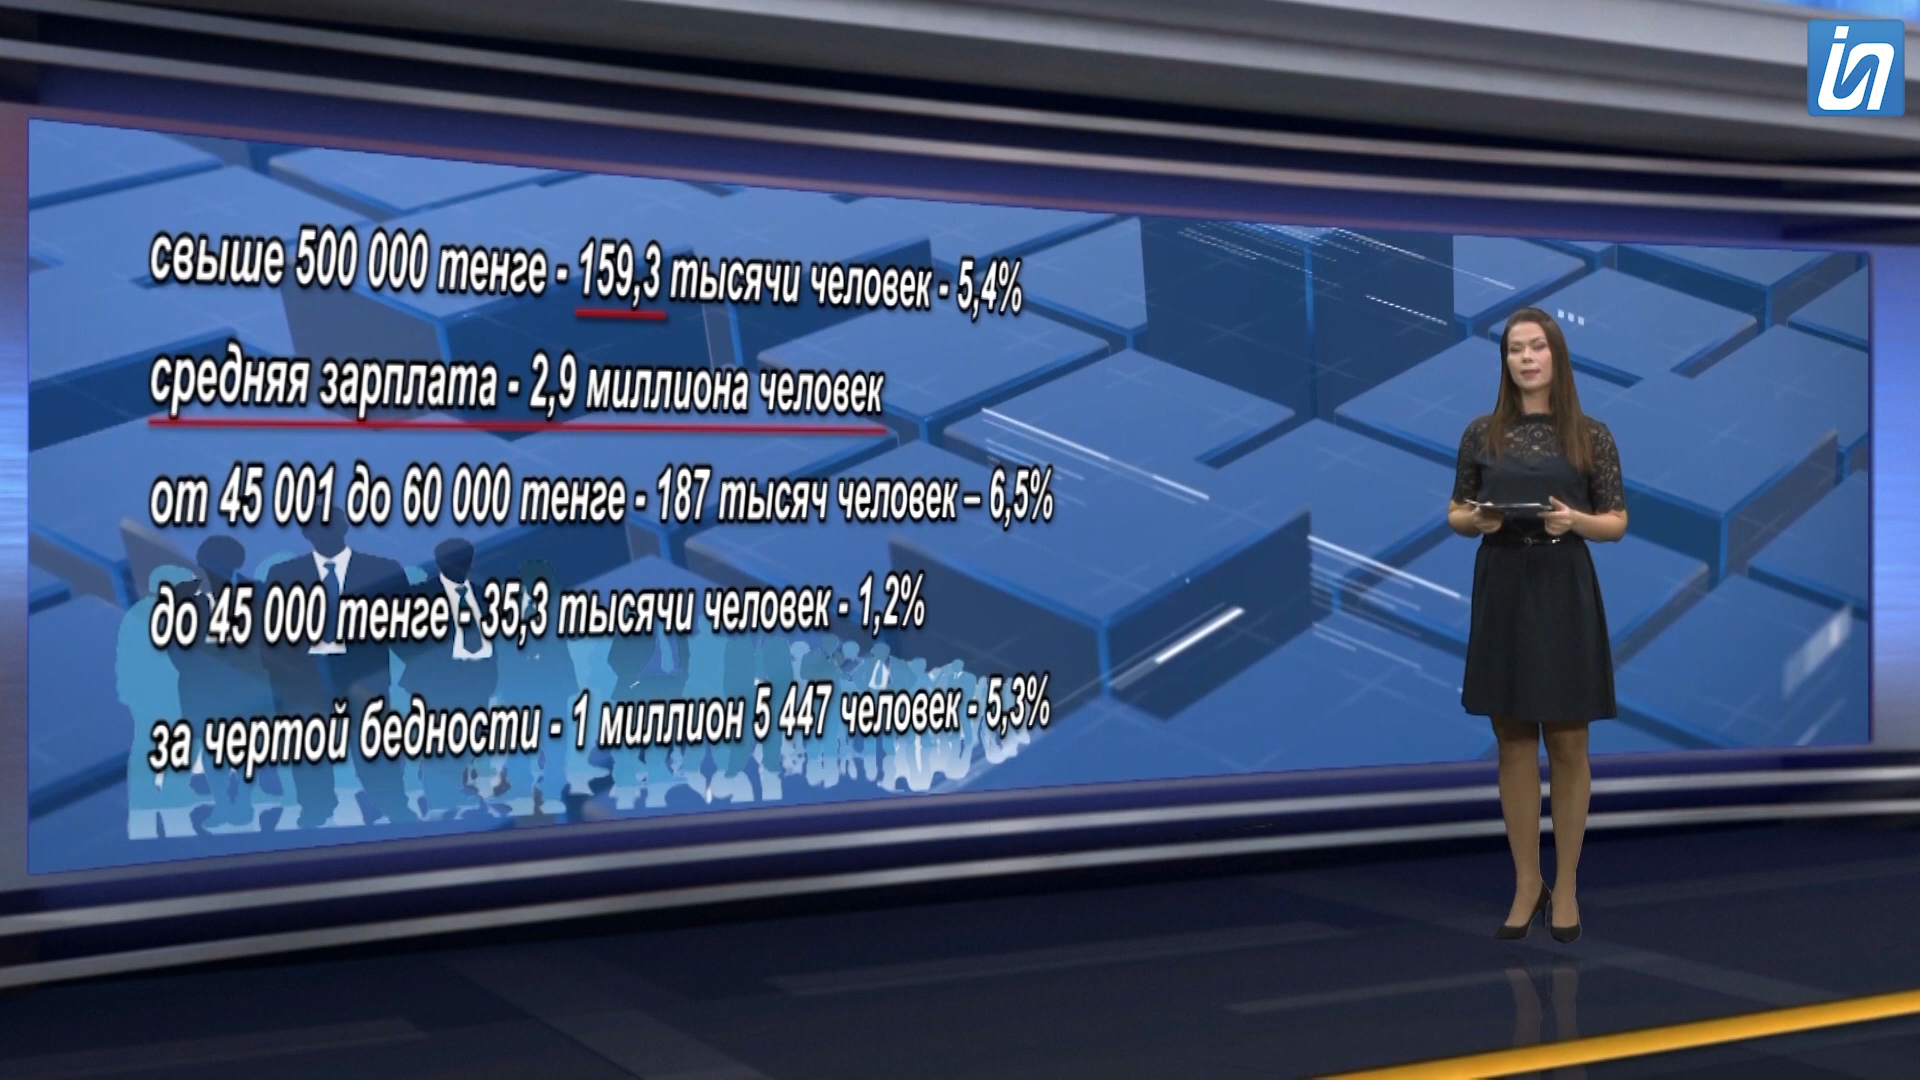 in
свыше 500 000 тенге - 159,3 тысячи человек - 5,4%
средняя зарплата - 2,9 миллиона человек
от 45 001 до 60 000 тенге - 187 тысяч человек – 6,5%
до 45 000 тенге - 35,3 тысячи человек - 1,2%
за чертой бедности - 1 миллион 5 447 человек - 5,3%